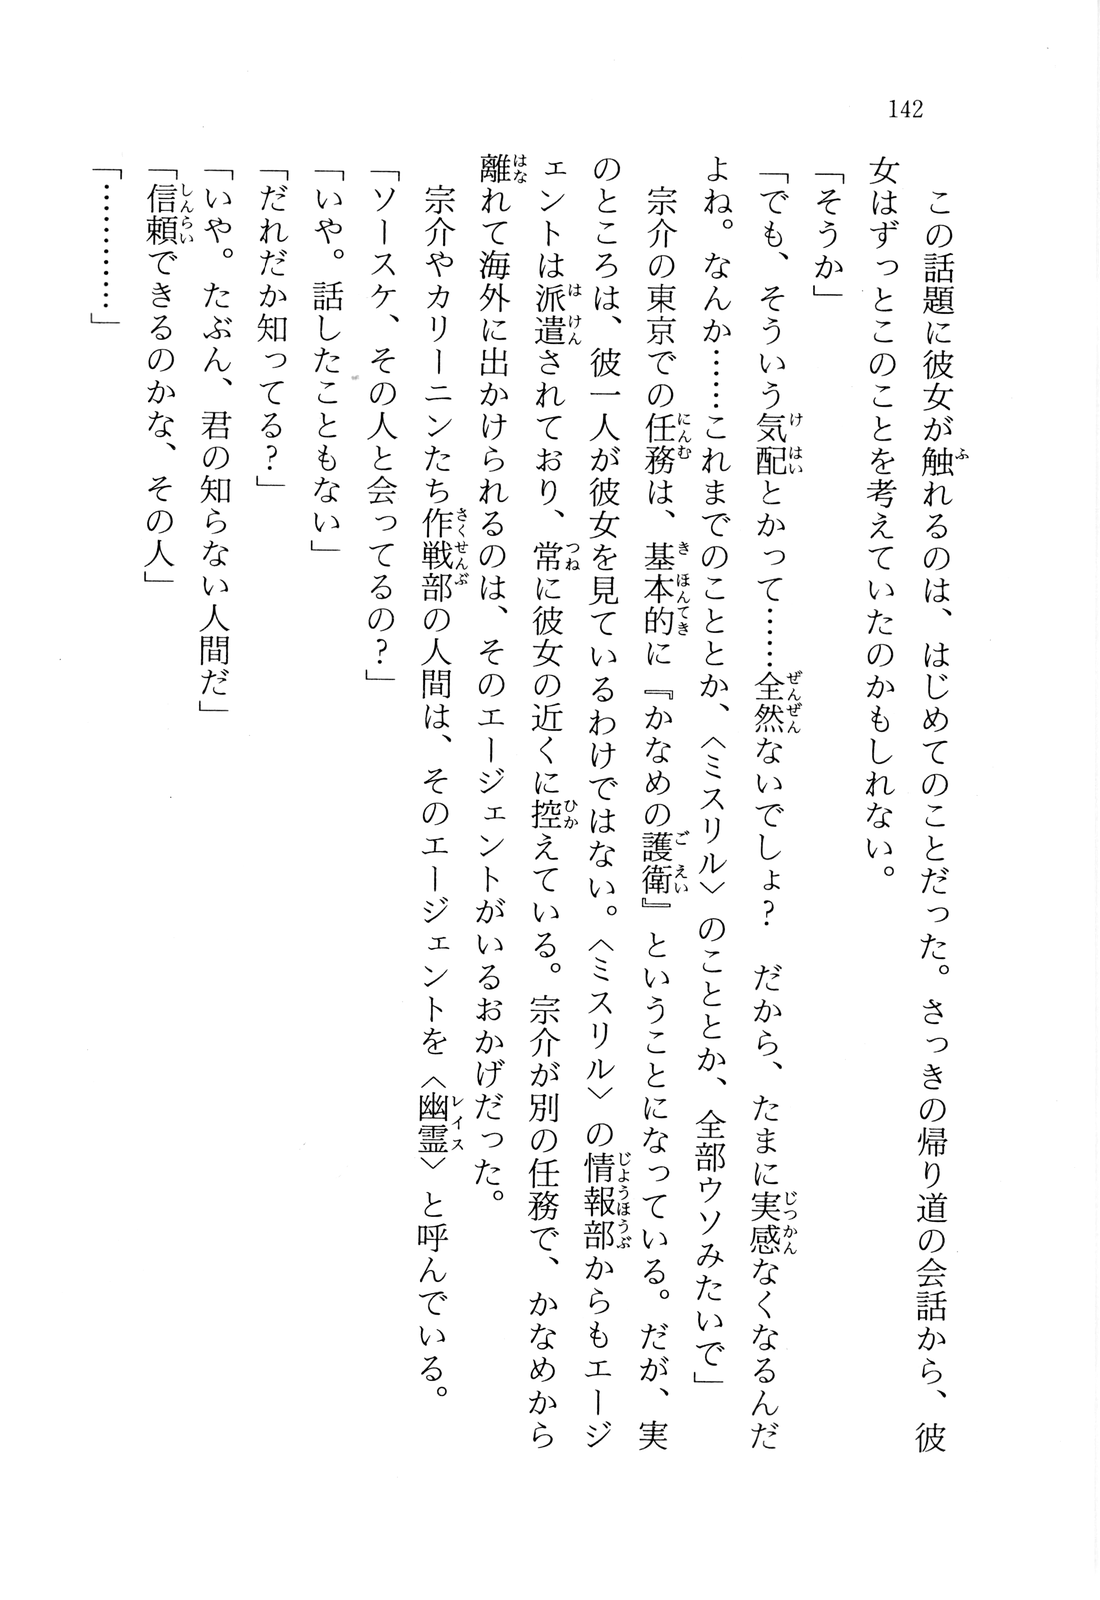 142
　この話題に彼女が触れるのは、はじめてのことだった。さっきの帰り道の会話から、彼
女はずっとこのことを考えていたのかもしれない。
「そうか」
「でも、そういう気配とかって……全然ないでしょ？　だから、たまに実感なくなるんだ
よね。なんか……これまでのこととか、〈ミスリル〉のこととか、全部ウソみたいで」
　宗介の東京での任務は、基本的に『かなめの護衛』ということになっている。だが、実
のところは、彼一人が彼女を見ているわけではない。〈ミスリル〉の情報部からもエージ
ェントは派遣されており、常に彼女の近くに控えている。宗介が別の任務で、かなめから
離れて海外に出かけられるのは、そのエージェントがいるおかげだった。
　宗介やカリーニンたち作戦部の人間は、そのエージェントを〈幽霊〉と呼んでいる。
「ソースケ、その人と会ってるの？」
「いや。話したこともない」
「だれだか知ってる？」
「いや。たぶん、君の知らない人間だ」
「信頼できるのかな、その人」
「…………」